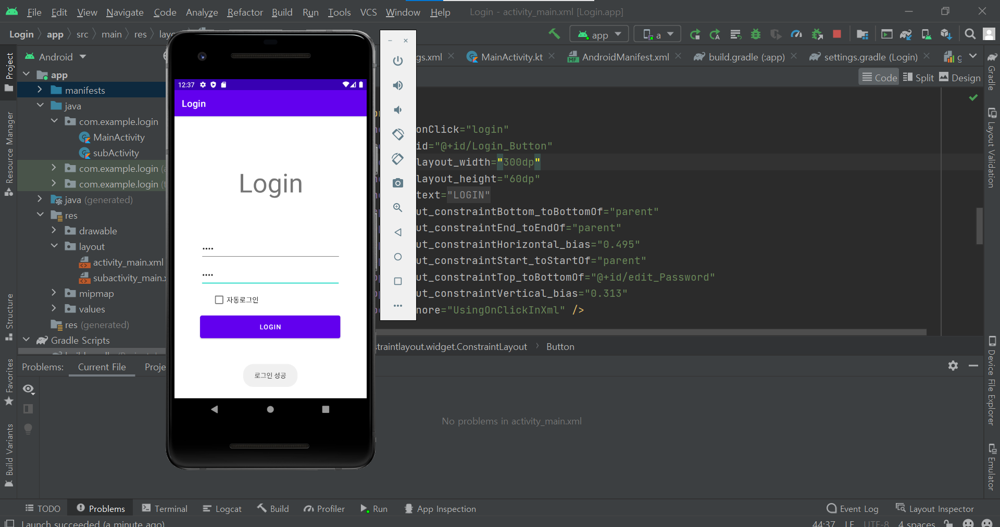 File Edit View Navigate Code Analyze Refactor Build Run Tools VCS Window Help Login - activity_main.xml [Login.app]
Login app src main res
app a
Android
gs.xml MainActivity.kt AndroidManifest.xml build.gradle (:app) settings.gradle (Login)
Code Split Design
app
manifests
java
com.example.login
MainActivity
subActivity
com.example.login
com.example.login
java (generated)
res
drawable
layout
activity_main.xml
subactivity_main.x
mipmap
values
res (generated)
Gradle Scripts
12:37
Login
Login
••••
••••
자동로그인
LOGIN
로그인 성공
onClick="login"
id="@+id/Login_Button"
layout_width="300dp"
layout_height="60dp"
text="LOGIN"
ut_constraintBottom_toBottomOf="parent"
ut_constraintEnd_toEndOf="parent"
ut_constraintHorizontal_bias="0.495"
ut_constraintStart_toStartOf="parent"
ut_constraintTop_toBottomOf="@+id/edit_Password"
ut_constraintVertical_bias="0.313"
nore="UsingOnClickInXml" />
straintlayout.widget.ConstraintLayout Button
Problems: Current File Proje
No problems in activity_main.xml
Project
Resource Manager
Structure
Favorites
Build Variants
Gradle
Layout Validation
Device File Explorer
Emulator
TODO Problems Terminal Logcat Build Profiler Run App Inspection Event Log Layout Inspector
Launch succeeded (a minute ago) 44:37 LF UTF-8 4 spaces